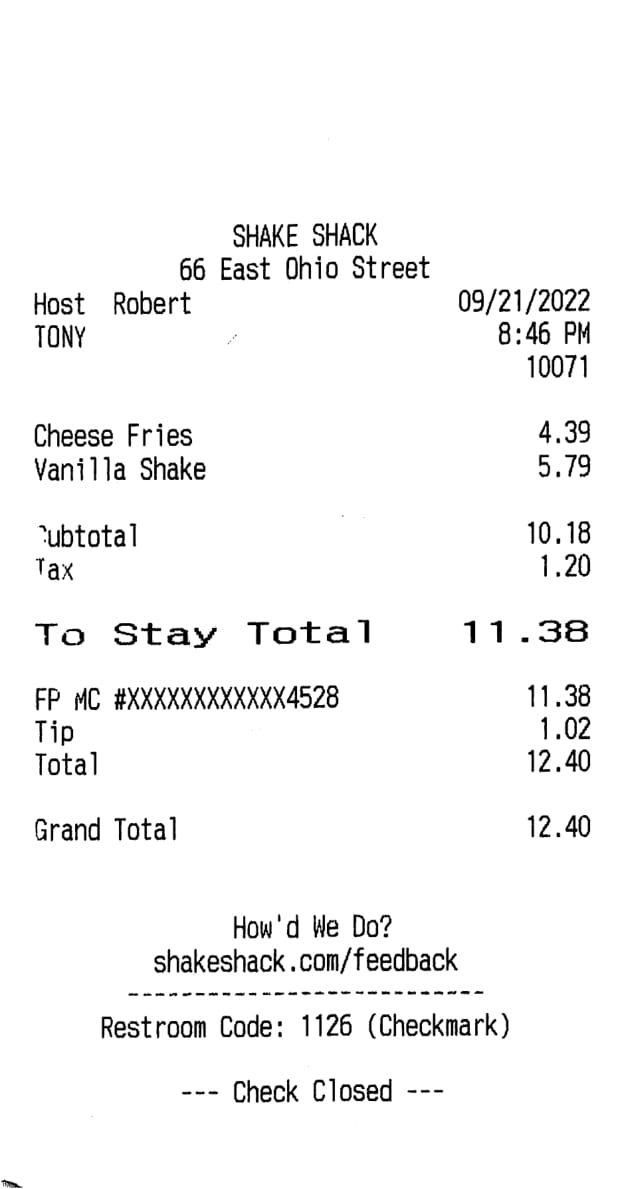 SHAKE SHACK
66 East Ohio Street
Host Robert 09/21/2022
TONY 8:46 PM
10071
Cheese Fries 4.39
Vanilla Shake 5.79
Subtotal 10.18
Tax 1.20
To Stay Total 11.38
FP MC #XXXXXXXXXXXX4528 11.38
Tip 1.02
Total 12.40
Grand Total 12.40
How'd We Do?
shakeshack.com/feedback
---------------------------
Restroom Code: 1126 (Checkmark)
--- Check Closed ---